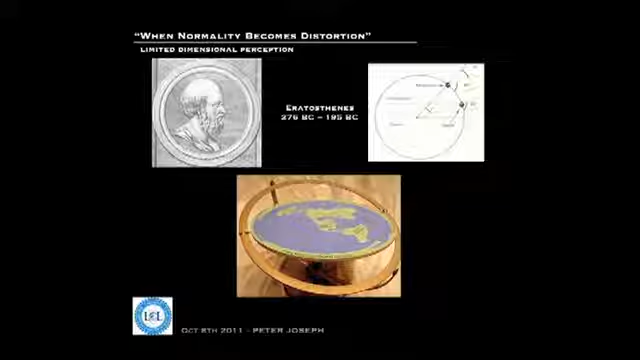 "When Normality Becomes Distortion"
Limited Dimensional Perception
Eratosthenes
276 BC – 195 BC
Oct 8th 2011 - Peter Joseph